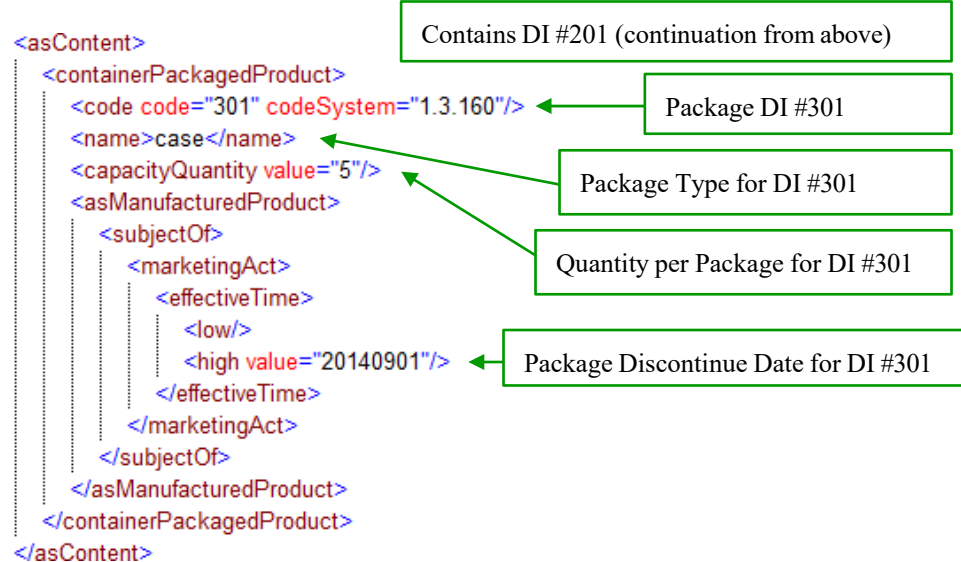 Contains DI #201 (continuation from above)
<asContent>
<containerPackagedProduct>
<code code="301" codeSystem="1.3.160"/>
Package DI #301
<name>case</name>
<capacityQuantity value="5"/>
Package Type for DI #301
<asManufacturedProduct>
<subjectOf>
<marketingAct>
Quantity per Package for DI #301
<effectiveTime>
<low/>
<high value="20140901"/>
Package Discontinue Date for DI #301
</effectiveTime>
</marketingAct>
</subjectOf>
</asManufacturedProduct>
</containerPackagedProduct>
</asContent>